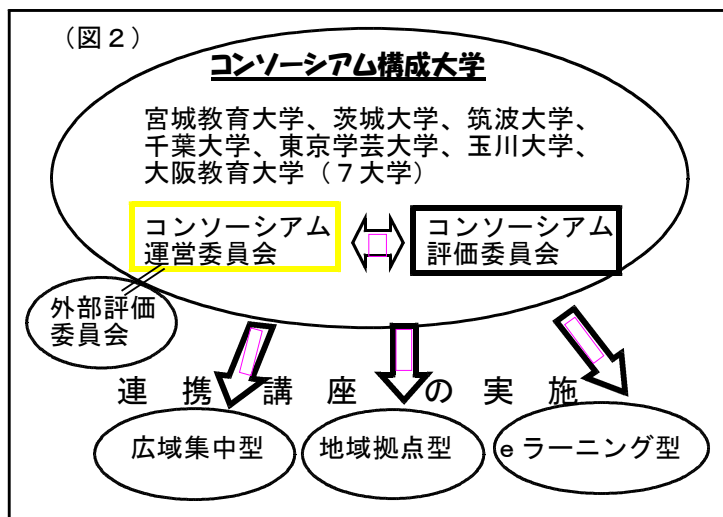 （図２）
コンソーシアム構成大学
宮城教育大学、茨城大学、筑波大学、
千葉大学、東京学芸大学、玉川大学、
大阪教育大学（７大学）
コンソーシアム
運営委員会
コンソーシアム
評価委員会
外部評価
委員会
連携講座の実施
広域集中型
地域拠点型
ｅラーニング型